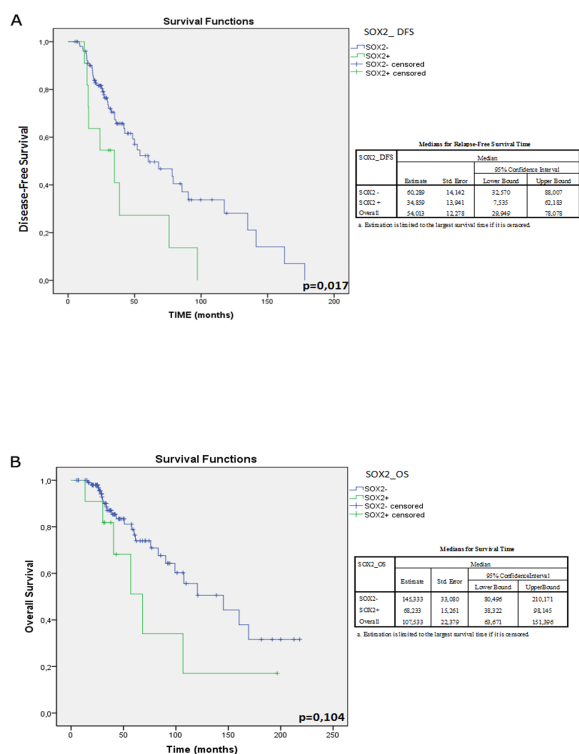 A
Survival Functions
SOX2_ DFS
SOX2-
SOX2+
SOX2- censored
SOX2+ censored
1,0
0,8
0,6
0,4
0,2
0,0
Disease-Free Survival
0
50
100
150
200
TIME (months)
p=0,017
Medians for Relapse-Free Survival Time
SOX2_DFS
Median
95% Confidence Interval
Estimate Std. Error Lower Bound Upper Bound
SOX2 - 60,289 14,142 32,570 88,007
SOX2 + 34,859 13,941 7,535 62,183
Overall 54,013 12,278 29,949 78,078
a. Estimation is limited to the largest survival time if it is censored.
B
Survival Functions
SOX2_OS
SOX2-
SOX2+
SOX2- censored
SOX2+ censored
1,0
0,8
0,6
0,4
0,2
0,0
Overall Survival
0
50
100
150
200
250
Time (months)
p=0,104
Medians for Survival Time
SOX2_OS
Median
95% ConfidenceInterval
Estimate Std. Error Lower Bound UpperBound
SOX2- 145,333 33,080 80,496 210,171
SOX2+ 68,233 15,261 38,322 98,145
Overall 107,533 22,379 63,671 151,396
a. Estimation is limited to the largest survival time if it is censored.